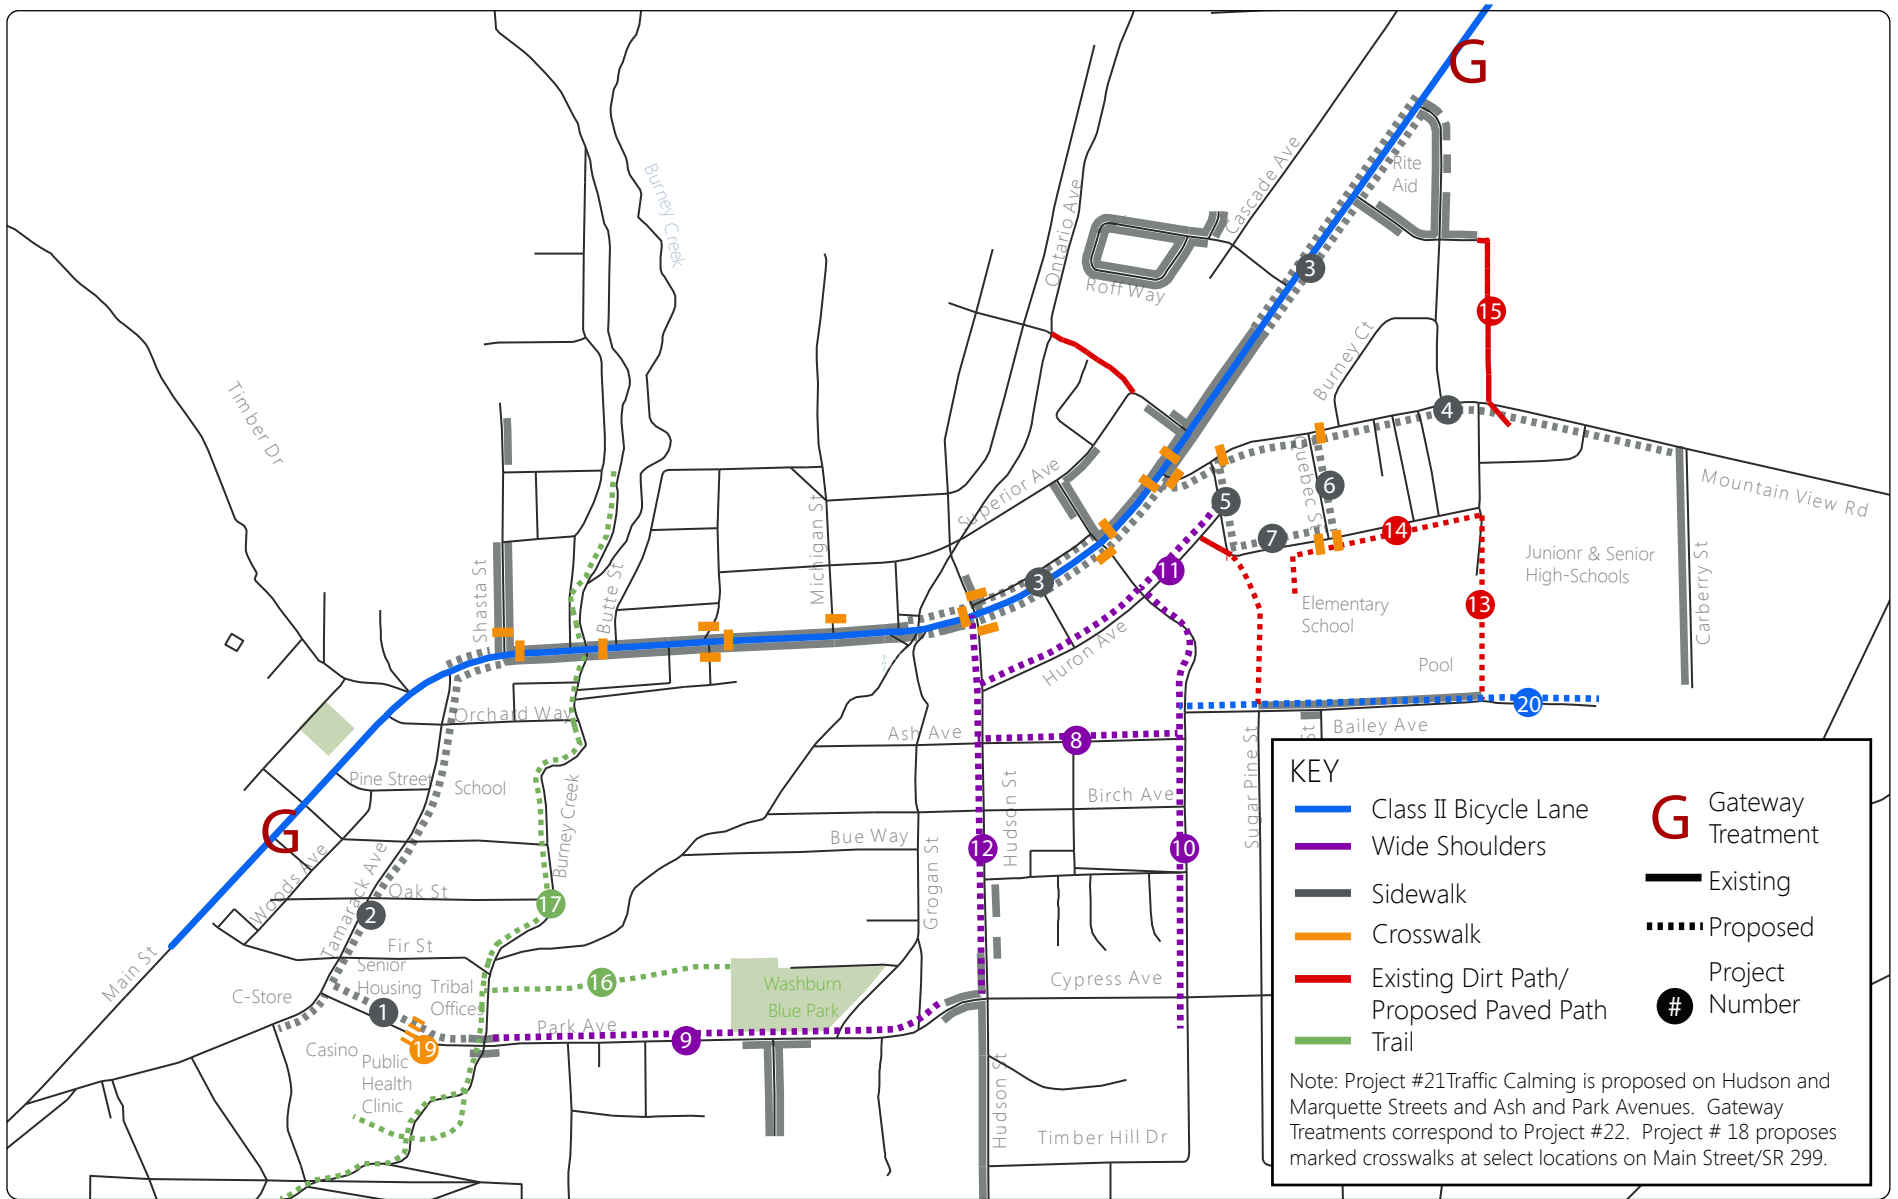 G
Rite
Aid
Cascade Ave
Burney Creek
Ontario Ave
3
Roff Way
15
Burney Ct
Timber Dr
4
Superior Ave
Quebec St
Mountain View Rd
6
5
Michigan St
14
7
Junionr & Senior
High-Schools
Shasta St
Butte St
11
3
Carberry St
13
Elementary
School
Huron Ave
Pool
20
Orchard Way
Ash Ave
8
Bailey Ave
St
Sugar Pine St
Pine Street
School
Burney Creek
Hudson St
Birch Ave
G
Bue Way
12
10
Grogan St
Woods Ave
Tamarack Ave
Oak St
17
2
Fir St
Main St
Senior
Housing
Tribal
Offices
C-Store
16
Washburn
Blue Park
Cypress Ave
1
Park Ave
9
19
Casino
Public
Health
Clinic
Hudson St
Timber Hill Dr
KEY
Class II Bicycle Lane
Wide Shoulders
Sidewalk
Crosswalk
Existing Dirt Path/
Proposed Paved Path
Trail
G
Gateway
Treatment
Existing
Proposed
#
Project
Number
Note: Project #21Traffic Calming is proposed on Hudson and
Marquette Streets and Ash and Park Avenues.  Gateway
Treatments correspond to Project #22.  Project # 18 proposes
marked crosswalks at select locations on Main Street/SR 299.